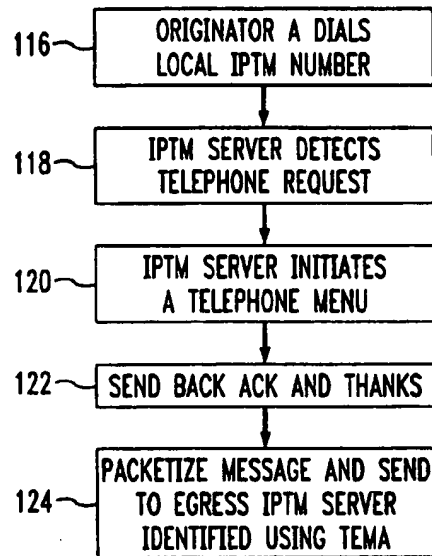 116
ORIGINATOR A DIALS
LOCAL IPTM NUMBER
118
IPTM SERVER DETECTS
TELEPHONE REQUEST
120
IPTM SERVER INITIATES
A TELEPHONE MENU
122
SEND BACK ACK AND THANKS
124
PACKETIZE MESSAGE AND SEND
TO EGRESS IPTM SERVER
IDENTIFIED USING TEMA